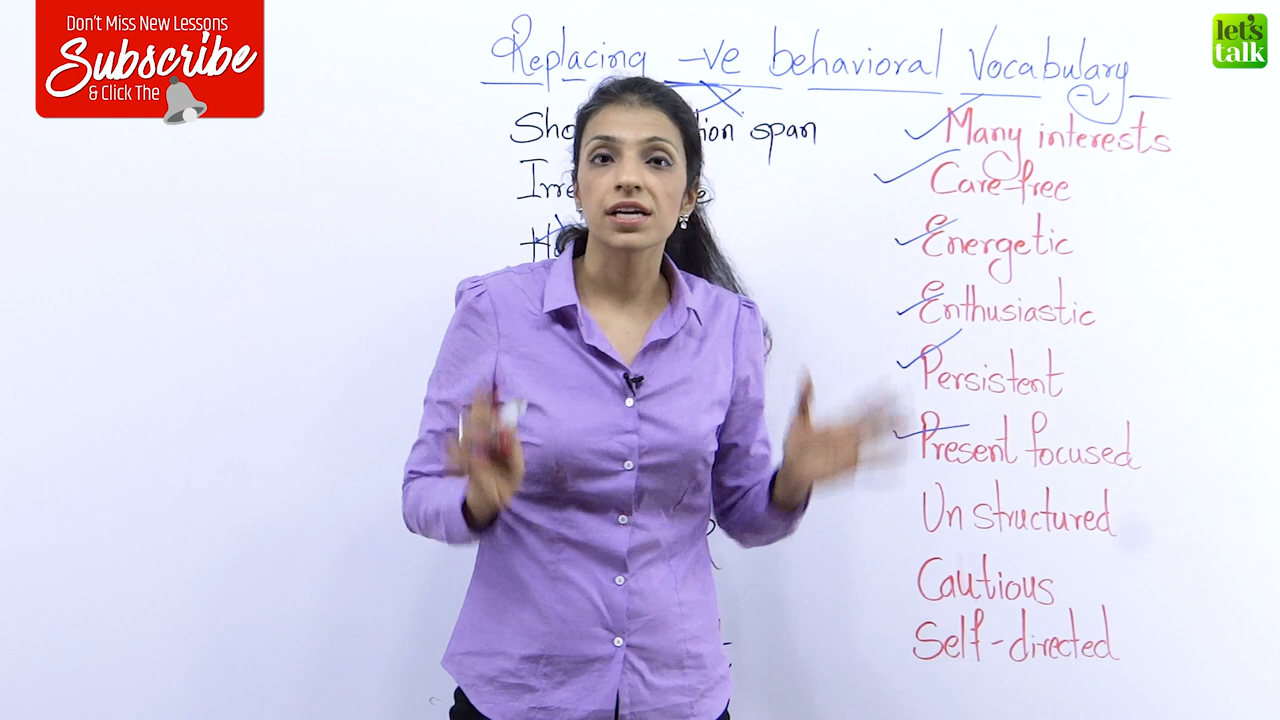 Don't Miss New Lessons
Subscribe
& Click The
let's
talk
Replacing -ve behavioral Vocabulary
span
Many interests
Care-free
Energetic
Enthusiastic
Persistent
Present focused
Unstructured
Cautious
Self-directed